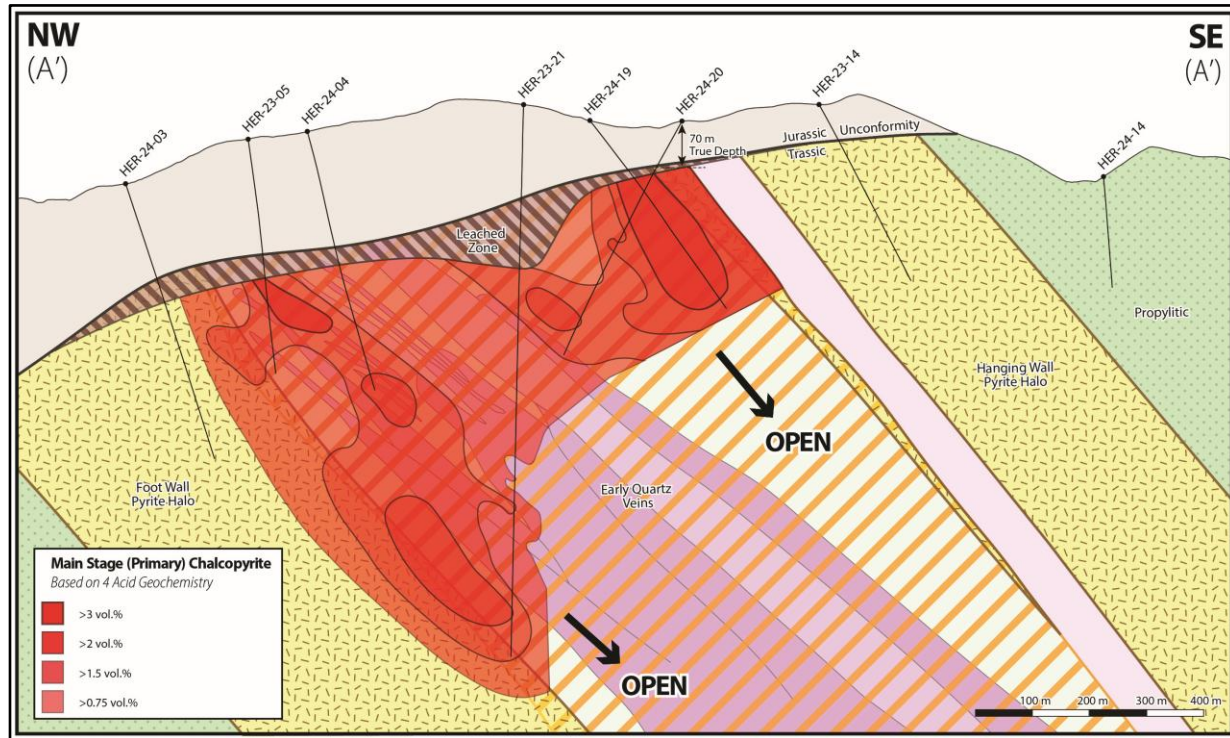 NW
(A’)
SE
(A’)
HER-24-03
HER-23-05
HER-24-04
HER-23-21
HER-24-19
HER-24-20
HER-23-14
HER-24-14
70 m
True Depth
Jurassic Unconformity
Trassic
Leached
Zone
Propylitic
Hanging Wall
Pyrite Halo
OPEN
Early Quartz
Veins
Foot Wall
Pyrite Halo
OPEN
Main Stage (Primary) Chalcopyrite
Based on 4 Acid Geochemistry
>3 vol.%
>2 vol.%
>1.5 vol.%
>0.75 vol.%
100 m 200 m 300 m 400 m